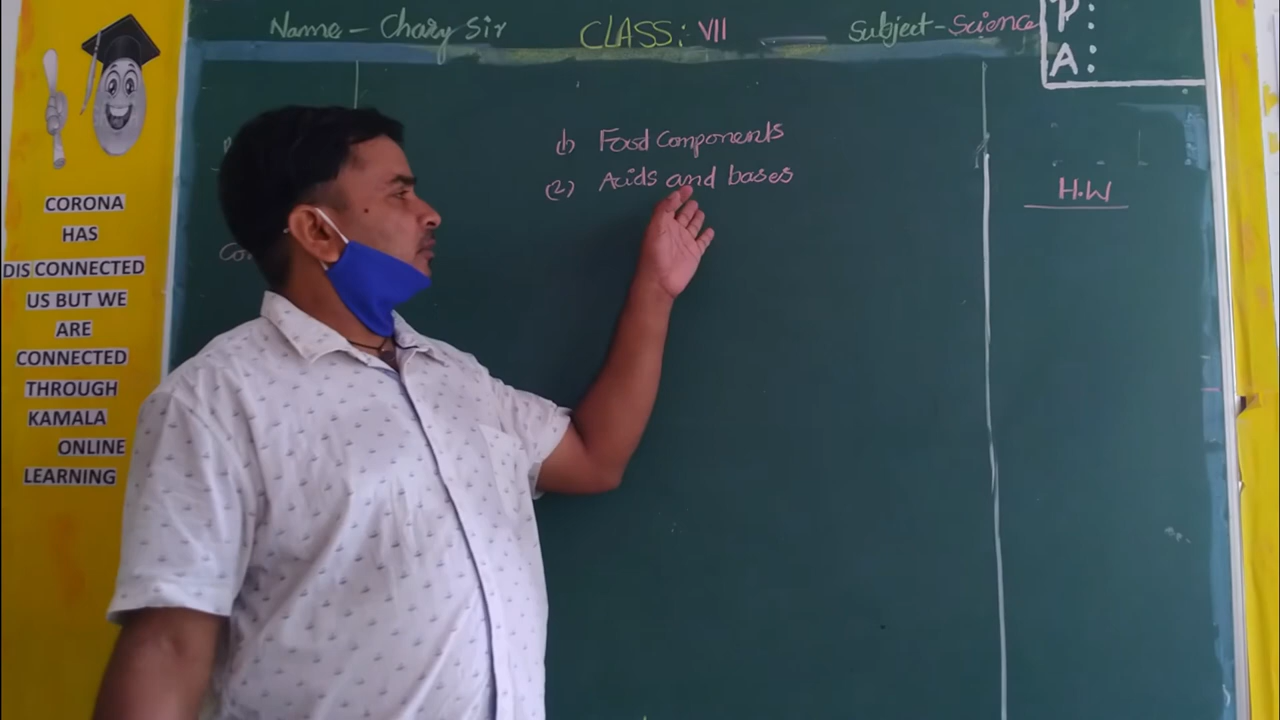 CORONA
HAS
DIS CONNECTED
US BUT WE
ARE
CONNECTED
THROUGH
KAMALA
ONLINE
LEARNING
Name - Chary Sir
CLASS: VII
Subject - Science
P:
A:
(1) Food Components
(2) Acids and bases
H.W